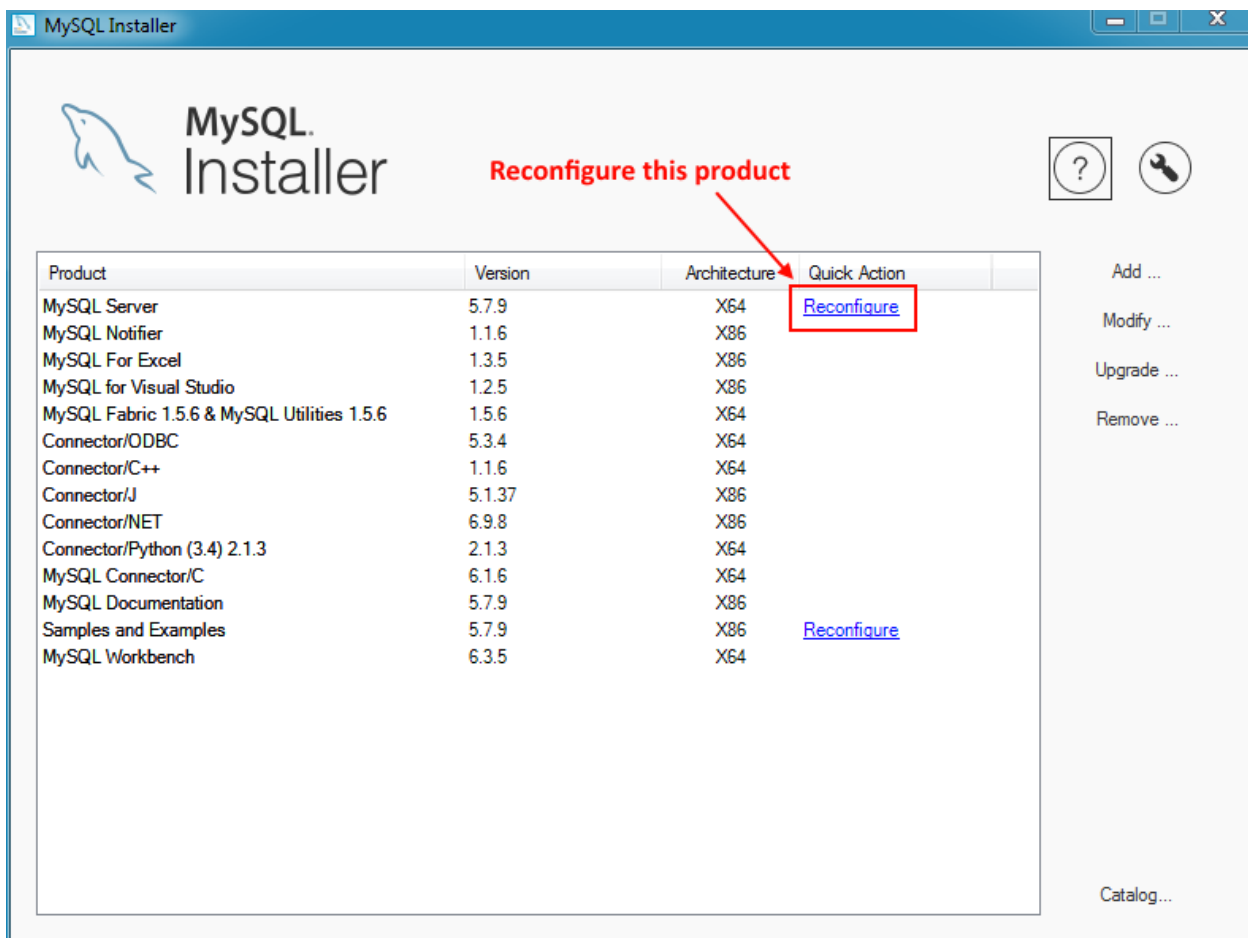 MySQL Installer
MySQL.
Installer
Reconfigure this product
?
Product Version Architecture Quick Action
MySQL Server 5.7.9 X64 Reconfigure
MySQL Notifier 1.1.6 X86
MySQL For Excel 1.3.5 X86
MySQL for Visual Studio 1.2.5 X86
MySQL Fabric 1.5.6 & MySQL Utilities 1.5.6 1.5.6 X64
Connector/ODBC 5.3.4 X64
Connector/C++ 1.1.6 X64
Connector/J 5.1.37 X86
Connector/NET 6.9.8 X86
Connector/Python (3.4) 2.1.3 2.1.3 X64
MySQL Connector/C 6.1.6 X64
MySQL Documentation 5.7.9 X86
Samples and Examples 5.7.9 X86 Reconfigure
MySQL Workbench 6.3.5 X64
Add ...
Modify ...
Upgrade ...
Remove ...
Catalog...